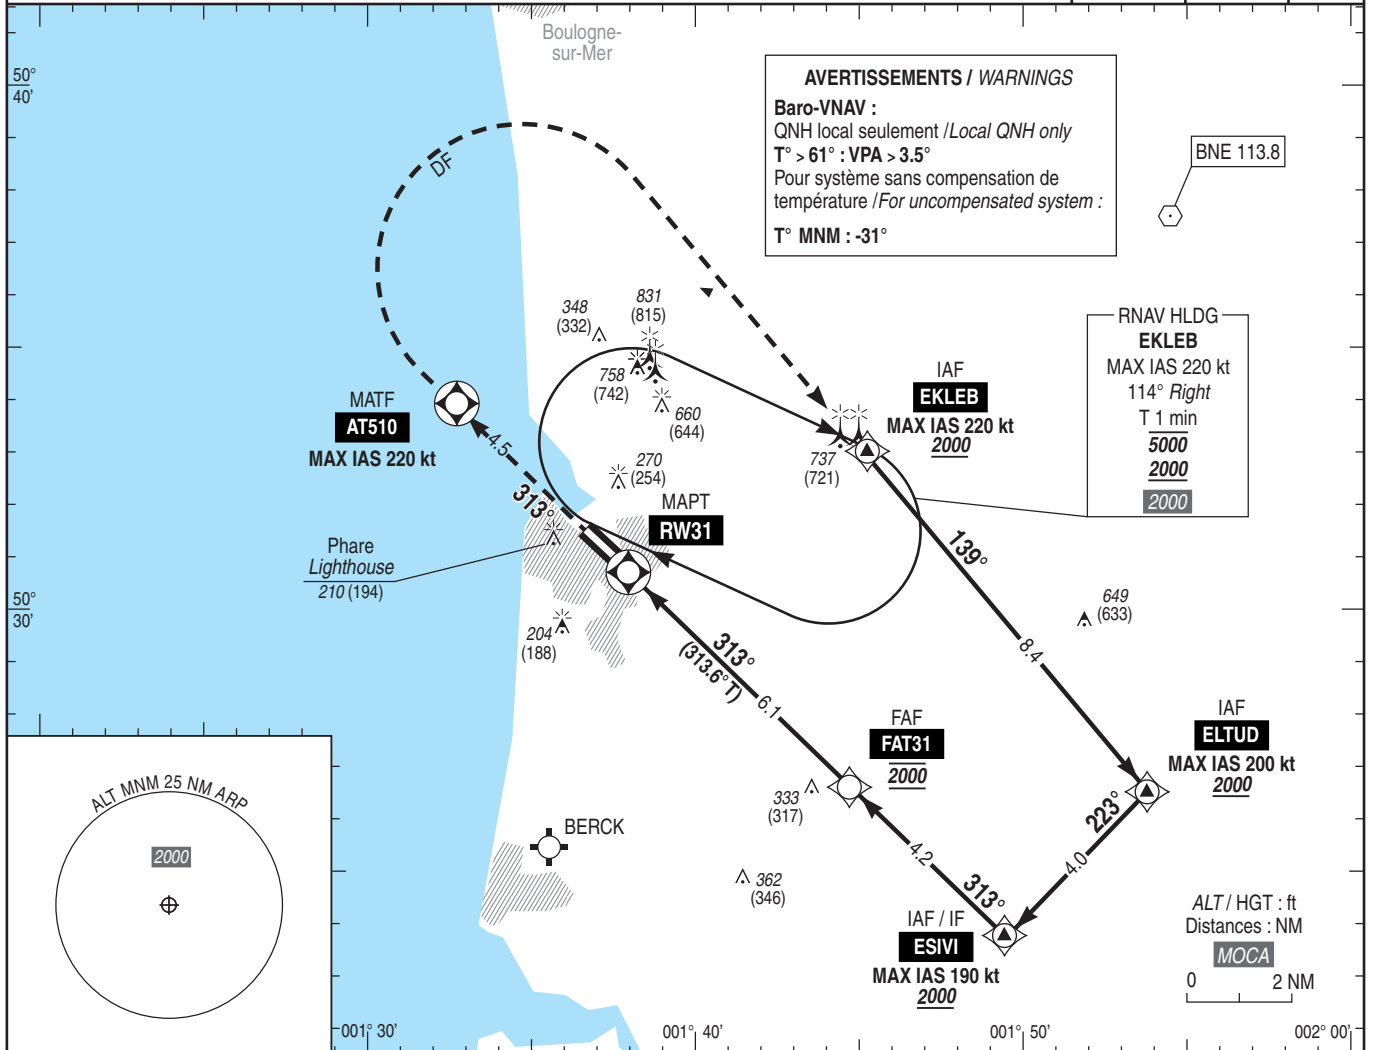 Boulogne-
sur-Mer
50°
40'
AVERTISSEMENTS / WARNINGS
Baro-VNAV :
QNH local seulement /Local QNH only
T° > 61° : VPA > 3.5°
Pour système sans compensation de
température /For uncompensated system :
T° MNM : -31°
BNE 113.8
DF
348
(332)
831
(815)
758
(742)
660
(644)
270
(254)
RNAV HLDG
EKLEB
MAX IAS 220 kt
114° Right
T 1 min
5000
2000
2000
IAF
EKLEB
MAX IAS 220 kt
2000
737
(721)
MATF
AT510
MAX IAS 220 kt
4.5
313°
MAPT
RW31
Phare
Lighthouse
210 (194)
50°
30'
204
(188)
139°
8.4
649
(633)
313°
(313.6° T)
6.1
FAF
FAT31
2000
IAF
ELTUD
MAX IAS 200 kt
2000
333
(317)
223°
4.0
4.2
313°
362
(346)
BERCK
ALT MNM 25 NM ARP
2000
IAF / IF
ESIVI
MAX IAS 190 kt
2000
ALT / HGT : ft
Distances : NM
MOCA
0 2 NM
001° 30'
001° 40'
001° 50'
002° 00'